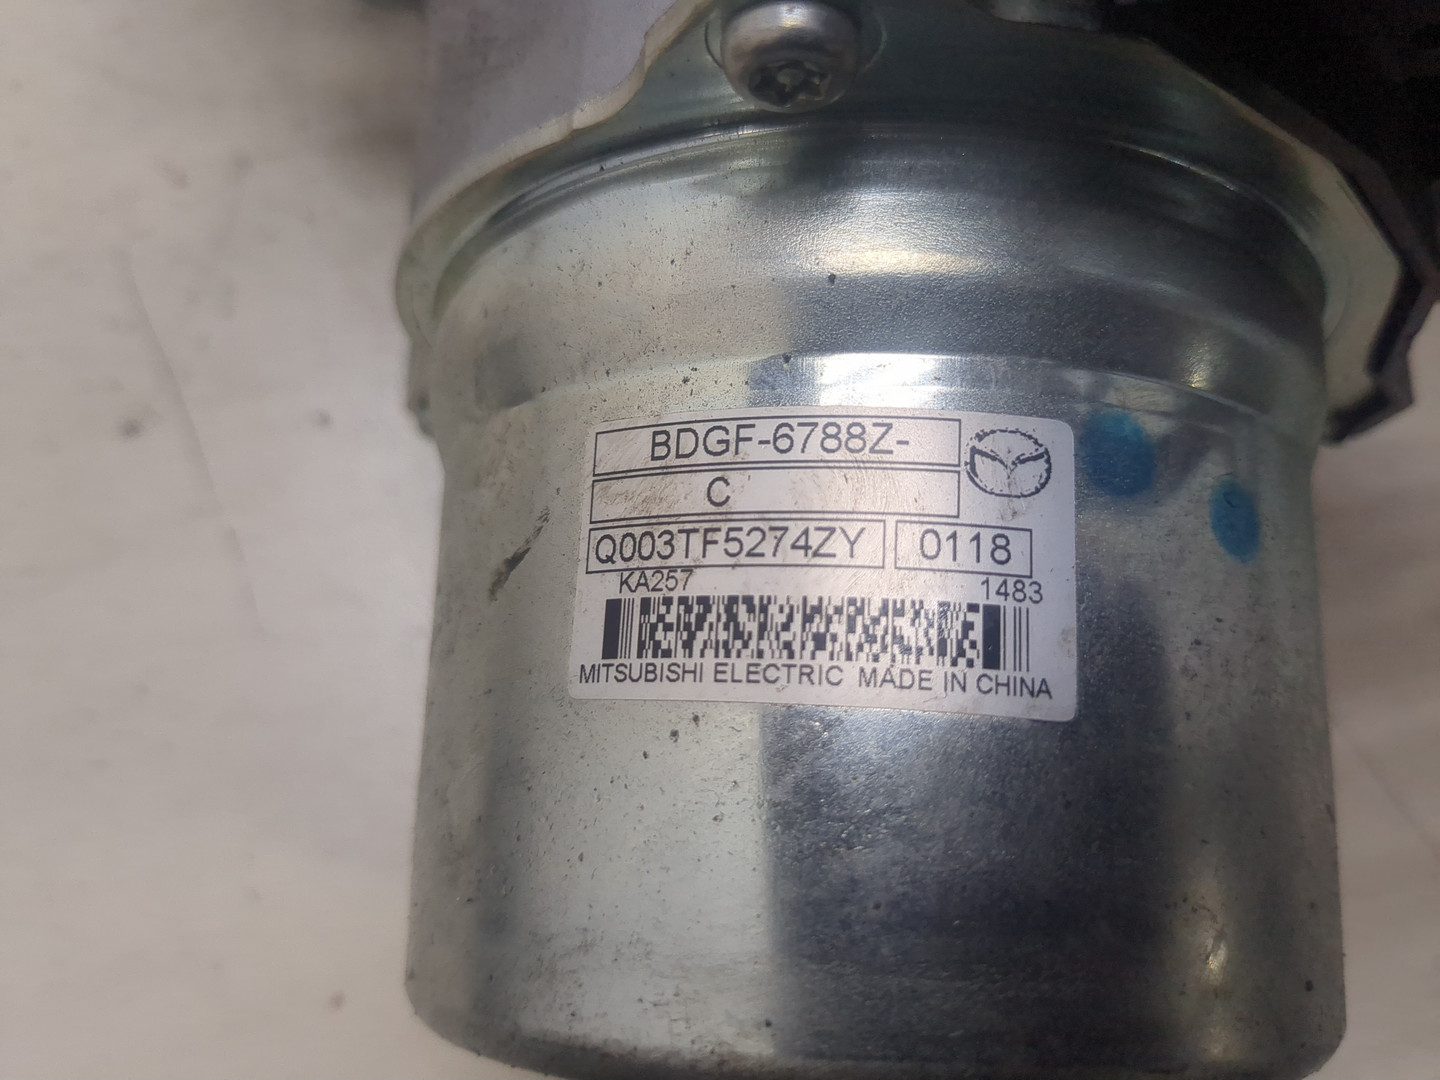 BDGF-6788Z-
C
Q003TF5274ZY 0118
KA257 1483
MITSUBISHI ELECTRIC MADE IN CHINA